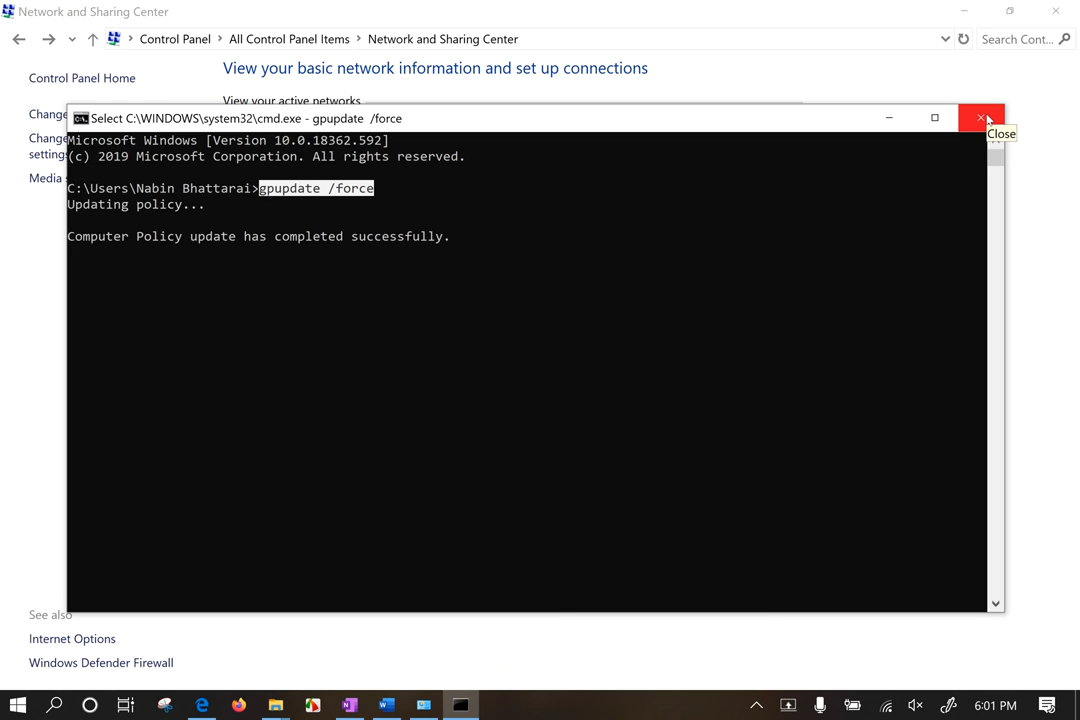 Network and Sharing Center
Control Panel > All Control Panel Items > Network and Sharing Center
Search Cont...
Control Panel Home
View your basic network information and set up connections
View your active networks
Change
Change
settings
Media
Select C:\WINDOWS\system32\cmd.exe - gpupdate /force
Close
Microsoft Windows [Version 10.0.18362.592]
(c) 2019 Microsoft Corporation. All rights reserved.
C:\Users\Nabin Bhattarai>gpupdate /force
Updating policy...
Computer Policy update has completed successfully.
See also
Internet Options
Windows Defender Firewall
6:01 PM